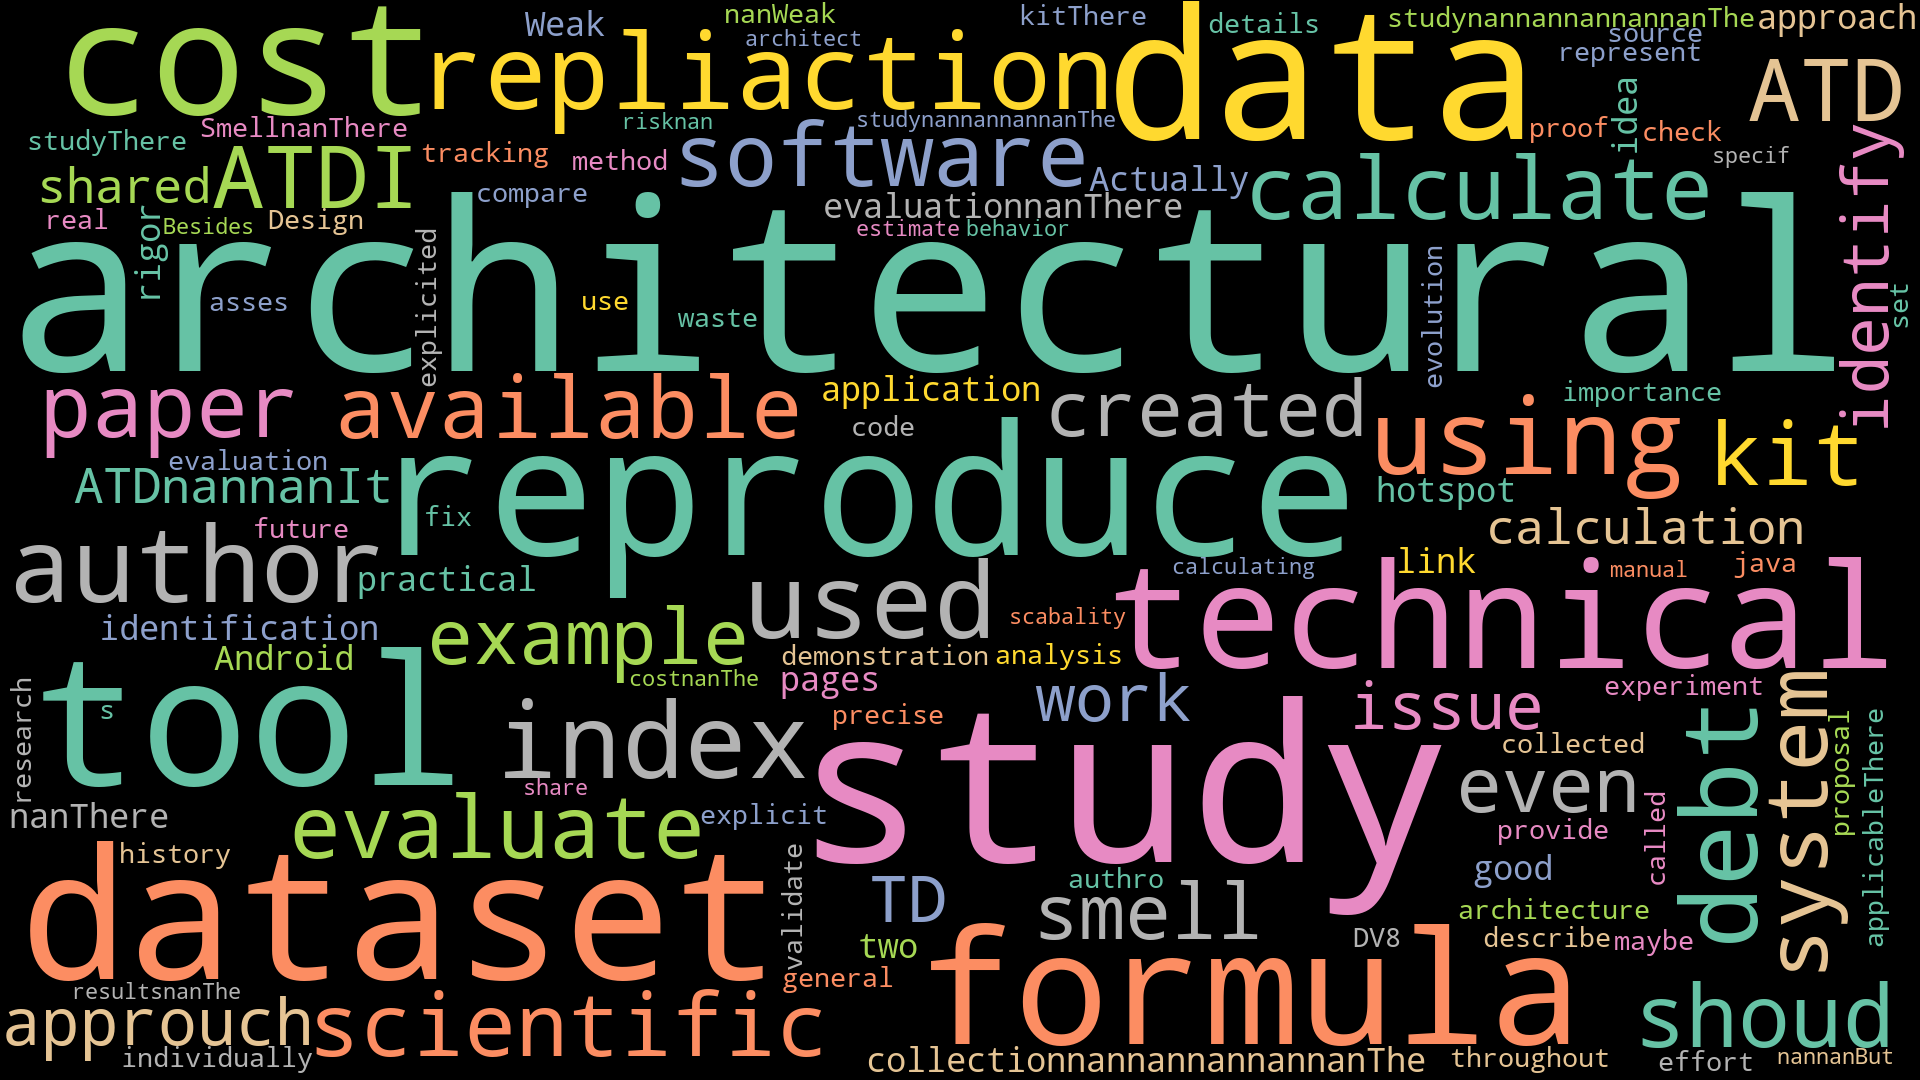 cost
Weak
nanWeak
kitThere
data
details
studynannannannannanThe
approach
architect
repliaction
source
represent
ATD
studyThere
SmellnanThere
risknan
studynannannannanThe
proof
idea
check
tracking
method
software
specif
shared
ATDI
compare
Actually
calculate
identify
real
Besides
Design
evaluationnanThere
rigor
estimate
behavior
architectural
explicited
evolution
asses
use
waste
set
paper
available
application
created
importance
code
using
kit
evaluation
ATDnannanIt
reproduce
hotspot
fix
future
calculation
author
practical
used
calculating
link
manual
java
technical
identification
example
scabality
Android
demonstration
analysis
tool
s
costnanThe
pages
research
index
precise
work
issue
experiment
system
study
collected
debt
proposal
applicableThere
share
even
nanThere
evaluate
explicit
provide
called
history
validate
good
dataset
TD
authro
smell
architecture
two
DV8
describe
maybe
general
formula
resultsnanThe
approuch
scientific
shoud
individually
collectionnannannannannanThe
throughout
effort
nannanBut